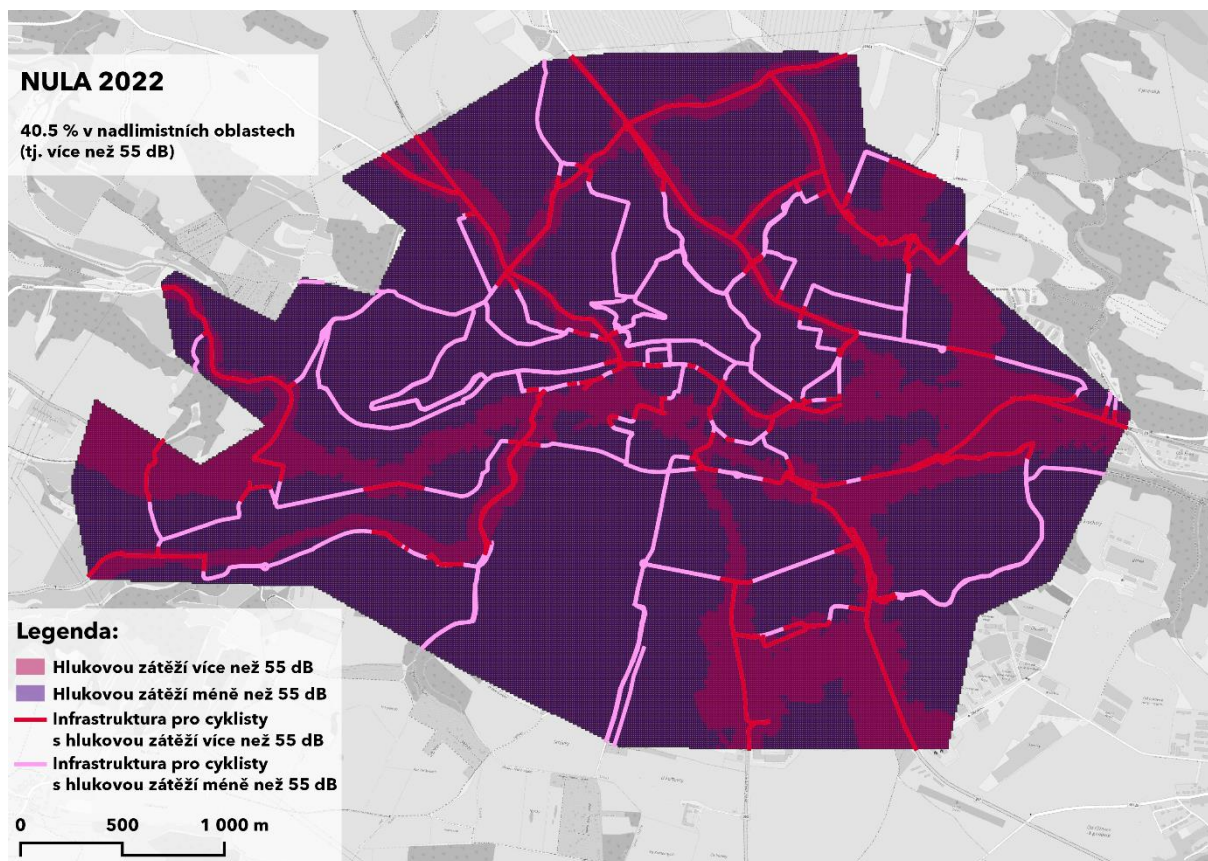 NULA 2022
40.5 % v nadlimistních oblastech
(tj. více než 55 dB)
Legenda:
Hlukovou zátěží více než 55 dB
Hlukovou zátěží méně než 55 dB
Infrastruktura pro cyklisty
s hlukovou zátěží více než 55 dB
Infrastruktura pro cyklisty
s hlukovou zátěží méně než 55 dB
0 500 1 000 m